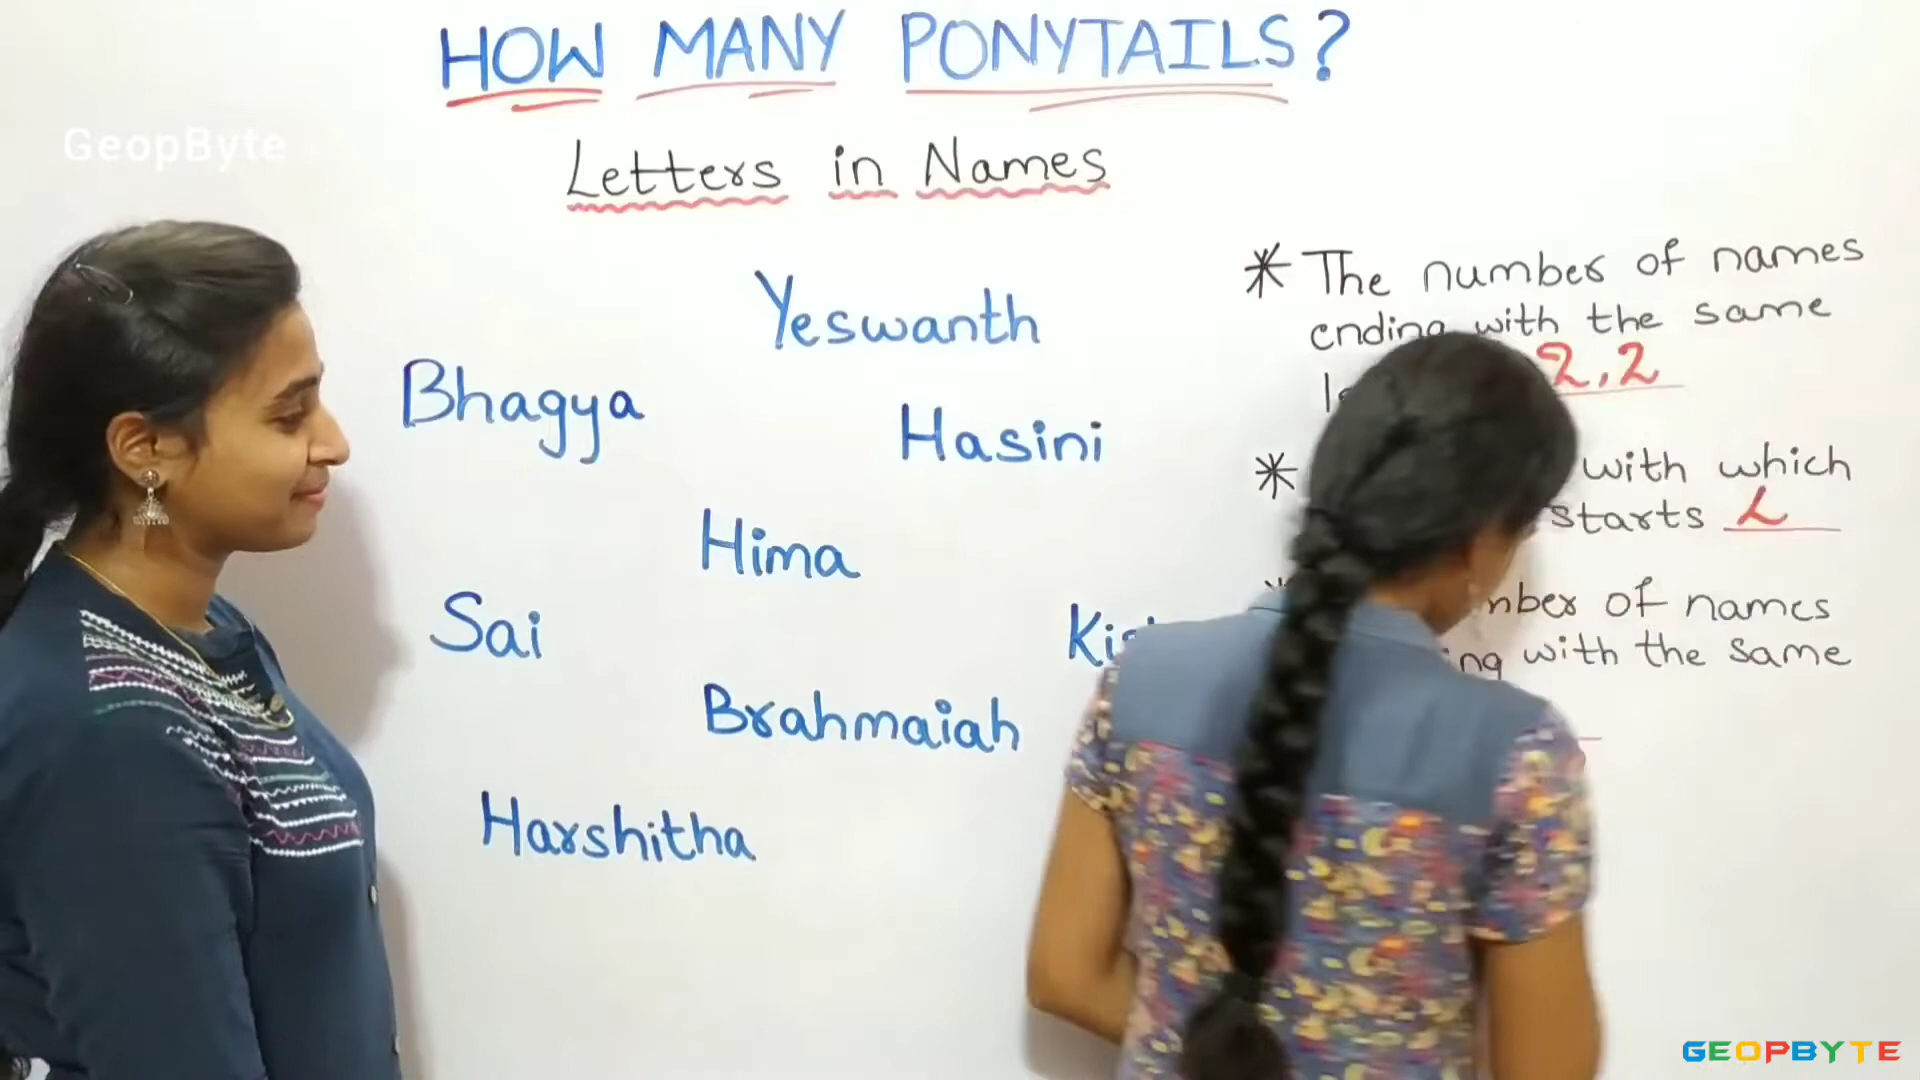 HOW MANY PONYTAILS?
GeopByte
Letters in Names
Yeswanth
Bhagya
Hasini
Hima
Sai
Brahmaiah
Harshitha
* The number of names
ending with the same
2,2
* with which
starts L
of names
with the same
GEOPBYTE